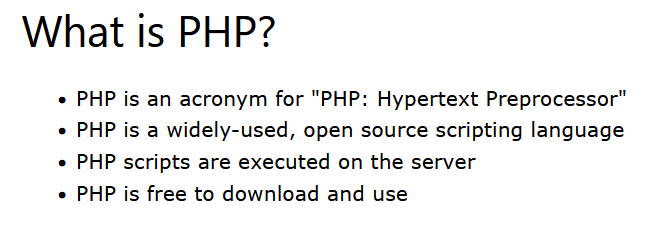 What is PHP?
• PHP is an acronym for "PHP: Hypertext Preprocessor"
• PHP is a widely-used, open source scripting language
• PHP scripts are executed on the server
• PHP is free to download and use